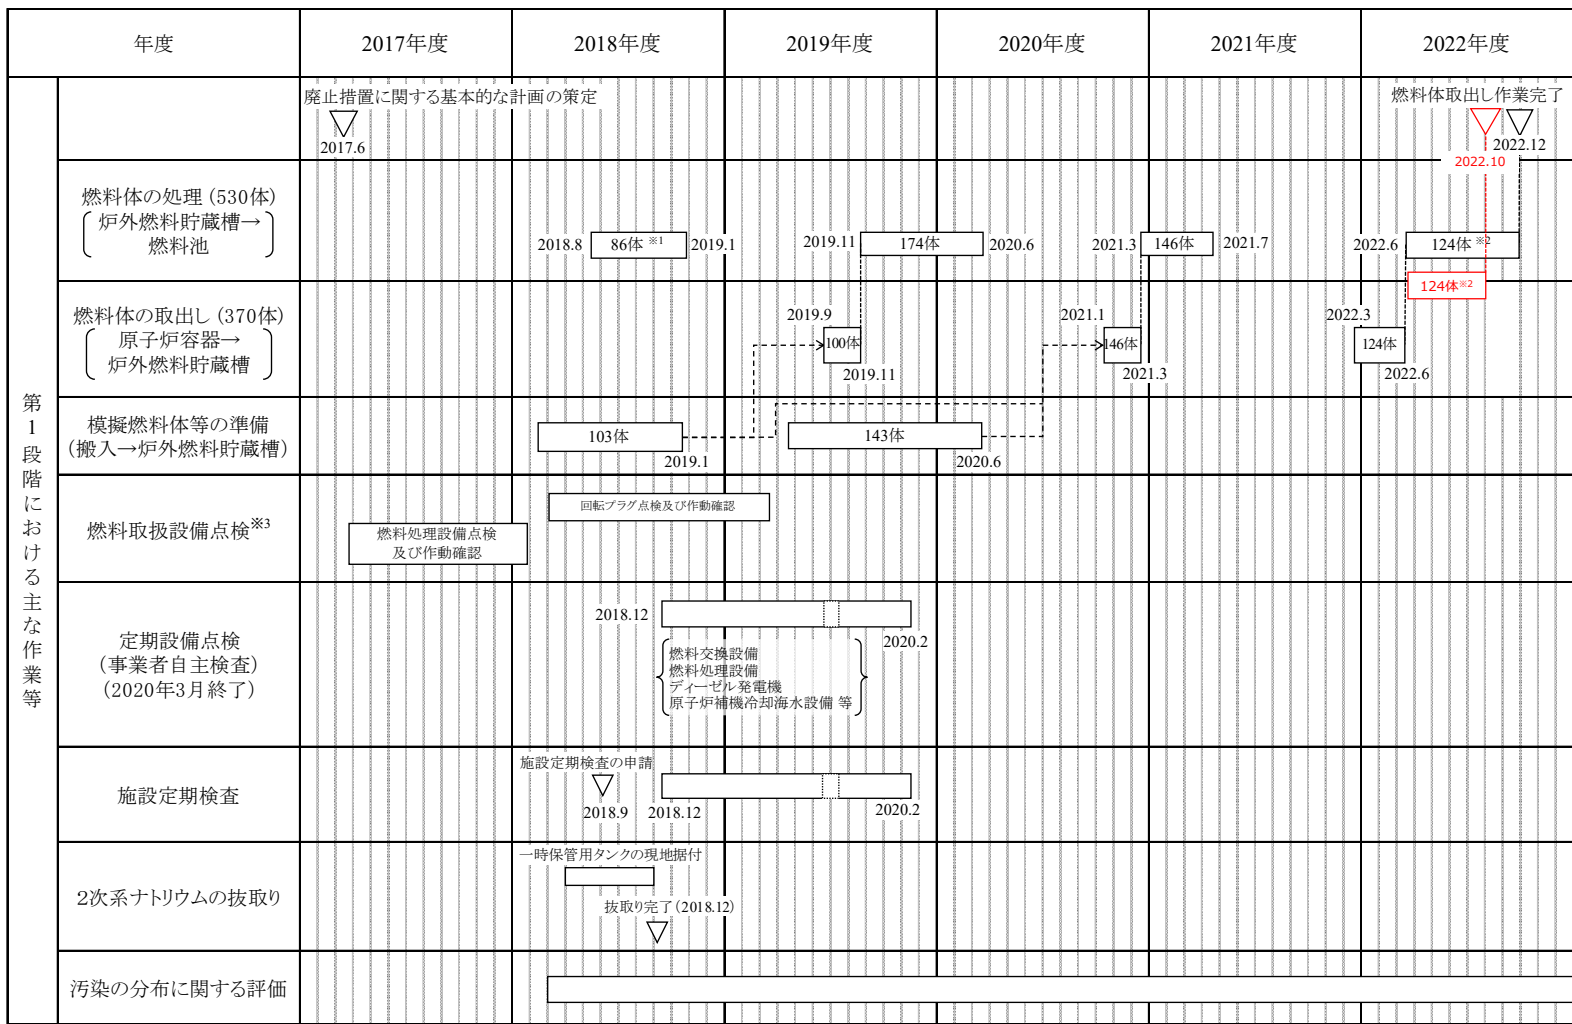 年度
2017年度
2018年度
2019年度
2020年度
2021年度
2022年度
第1段階における主な作業等
廃止措置に関する基本的な計画の策定
2017.6
燃料体取出し作業完了
2022.12
2022.10
燃料体の処理（530体）
炉外燃料貯蔵槽→
燃料池
2018.8
86体 ※1
2019.1
2019.11
174体
2020.6
2021.3
146体
2021.7
2022.6
124体 ※2
124体※2
燃料体の取出し（370体）
原子炉容器→
炉外燃料貯蔵槽
2019.9
100体
2019.11
2021.1
146体
2021.3
2022.3
124体
2022.6
模擬燃料体等の準備
（搬入→炉外燃料貯蔵槽）
103体
2019.1
143体
2020.6
燃料取扱設備点検※3
回転プラグ点検及び作動確認
燃料処理設備点検
及び作動確認
定期設備点検
（事業者自主検査）
（2020年3月終了）
2018.12
2020.2
燃料交換設備
燃料処理設備
ディーゼル発電機
原子炉補機冷却海水設備 等
施設定期検査
施設定期検査の申請
2018.9
2018.12
2020.2
2次系ナトリウムの抜取り
一時保管用タンクの現地据付
抜取り完了（2018.12）
汚染の分布に関する評価